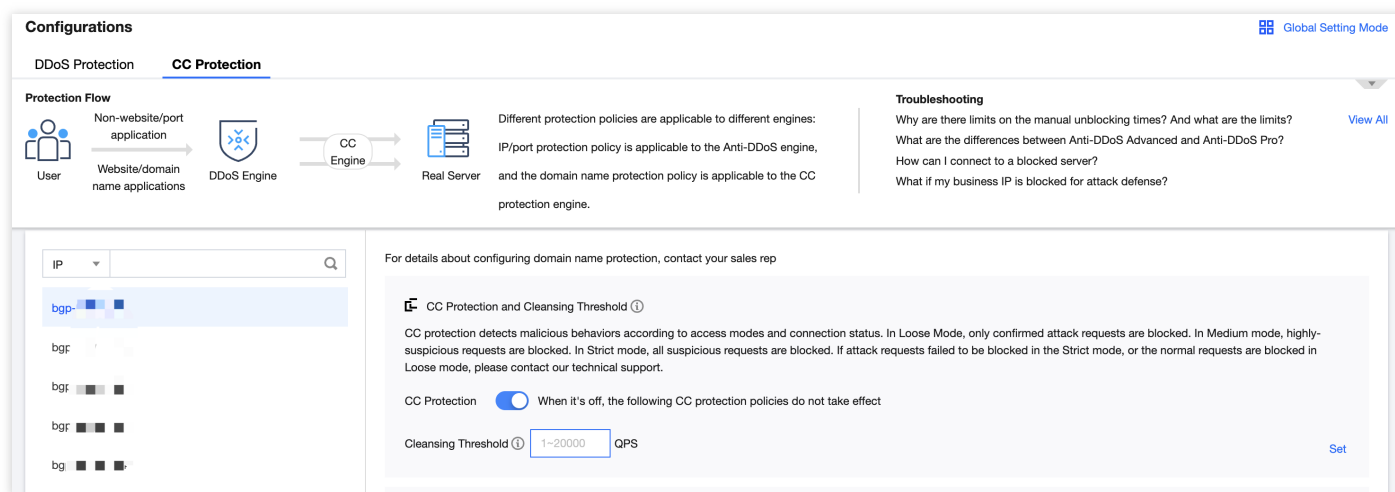 Configurations
Global Setting Mode
DDoS Protection
CC Protection
Protection Flow
Non-website/port
application
Website/domain
name applications
User
DDoS Engine
CC
Engine
Real Server
Different protection policies are applicable to different engines:
IP/port protection policy is applicable to the Anti-DDoS engine,
and the domain name protection policy is applicable to the CC
protection engine.
Troubleshooting
Why are there limits on the manual unblocking times? And what are the limits?
View All
What are the differences between Anti-DDoS Advanced and Anti-DDoS Pro?
How can I connect to a blocked server?
What if my business IP is blocked for attack defense?
IP
bgp-
bgp
bgp
bgp
For details about configuring domain name protection, contact your sales rep
CC Protection and Cleansing Threshold
CC protection detects malicious behaviors according to access modes and connection status. In Loose Mode, only confirmed attack requests are blocked. In Medium mode, highly-
suspicious requests are blocked. In Strict mode, all suspicious requests are blocked. If attack requests failed to be blocked in the Strict mode, or the normal requests are blocked in
Loose mode, please contact our technical support.
CC Protection
When it's off, the following CC protection policies do not take effect
Cleansing Threshold
1~20000
QPS
Set